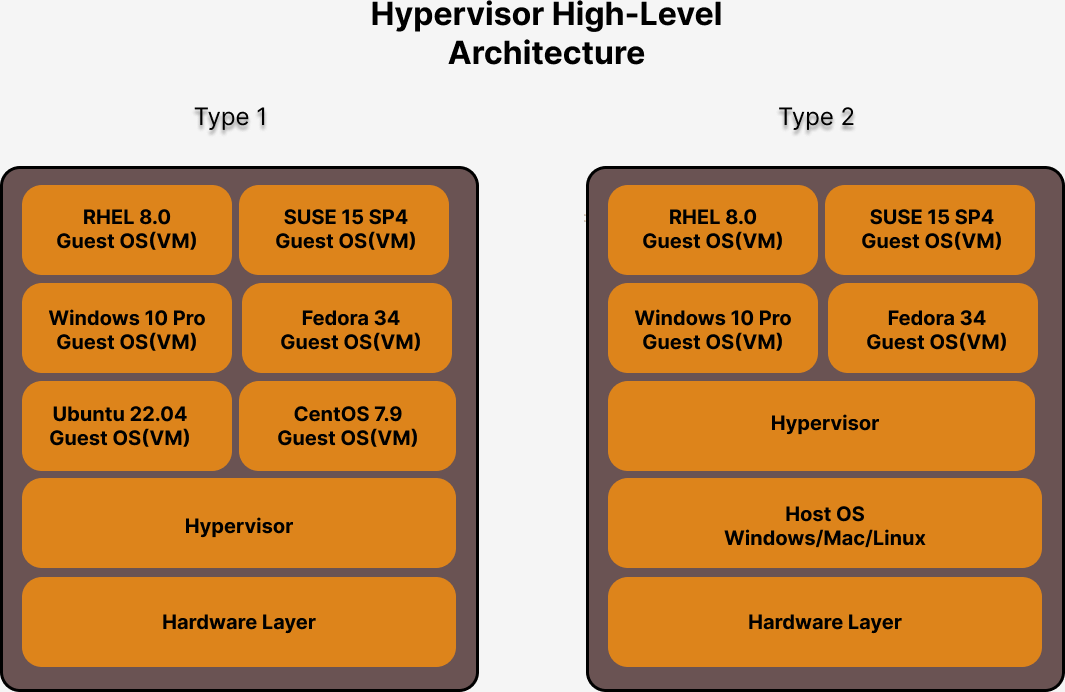 Hypervisor High-Level
Architecture
Type 1
RHEL 8.0
Guest OS(VM)
SUSE 15 SP4
Guest OS(VM)
Windows 10 Pro
Guest OS(VM)
Fedora 34
Guest OS(VM)
Ubuntu 22.04
Guest OS(VM)
CentOS 7.9
Guest OS(VM)
Hypervisor
Hardware Layer
Type 2
RHEL 8.0
Guest OS(VM)
SUSE 15 SP4
Guest OS(VM)
Windows 10 Pro
Guest OS(VM)
Fedora 34
Guest OS(VM)
Hypervisor
Host OS
Windows/Mac/Linux
Hardware Layer